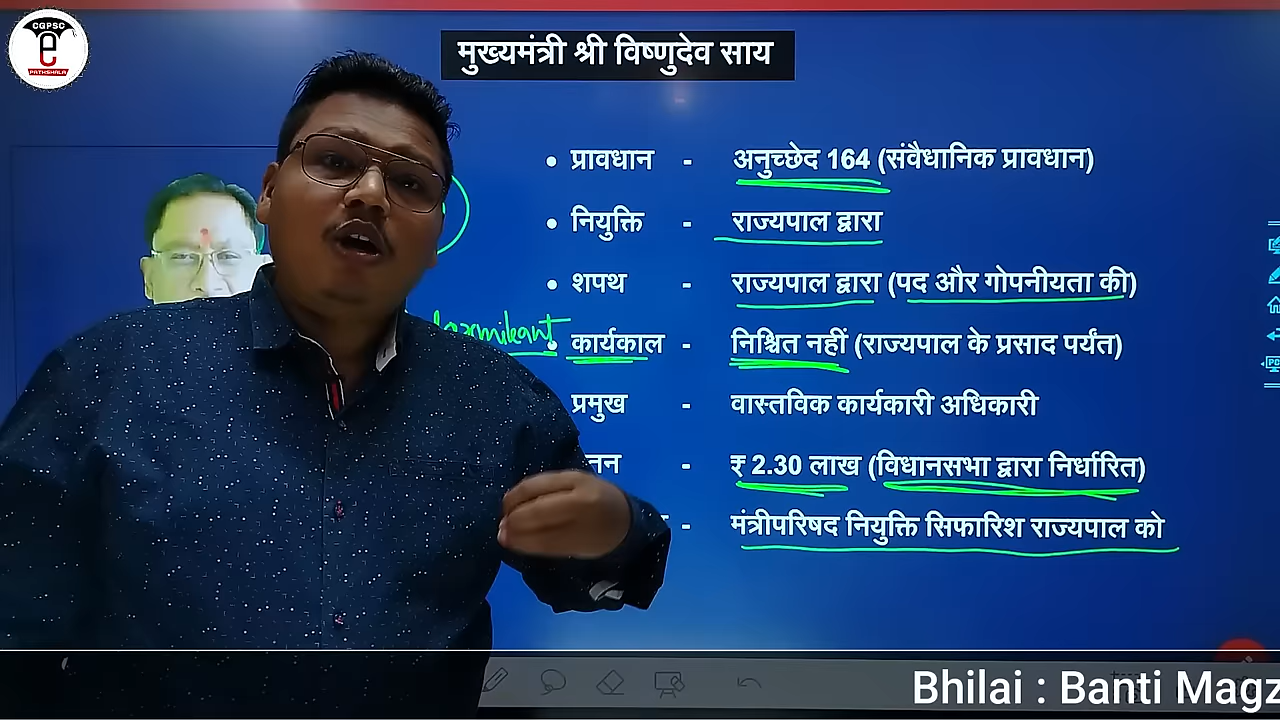 CGPSC
e
PATHSHALA
मुख्यमंत्री श्री विष्णुदेव साय
• प्रावधान - अनुच्छेद 164 (संवैधानिक प्रावधान)
• नियुक्ति - राज्यपाल द्वारा
• शपथ - राज्यपाल द्वारा (पद और गोपनीयता की)
• कार्यकाल - निश्चित नहीं (राज्यपाल के प्रसाद पर्यंत)
प्रमुख - वास्तविक कार्यकारी अधिकारी
तन - ₹ 2.30 लाख (विधानसभा द्वारा निर्धारित)
- मंत्रीपरिषद नियुक्ति सिफारिश राज्यपाल को
Bhilai : Banti Magz